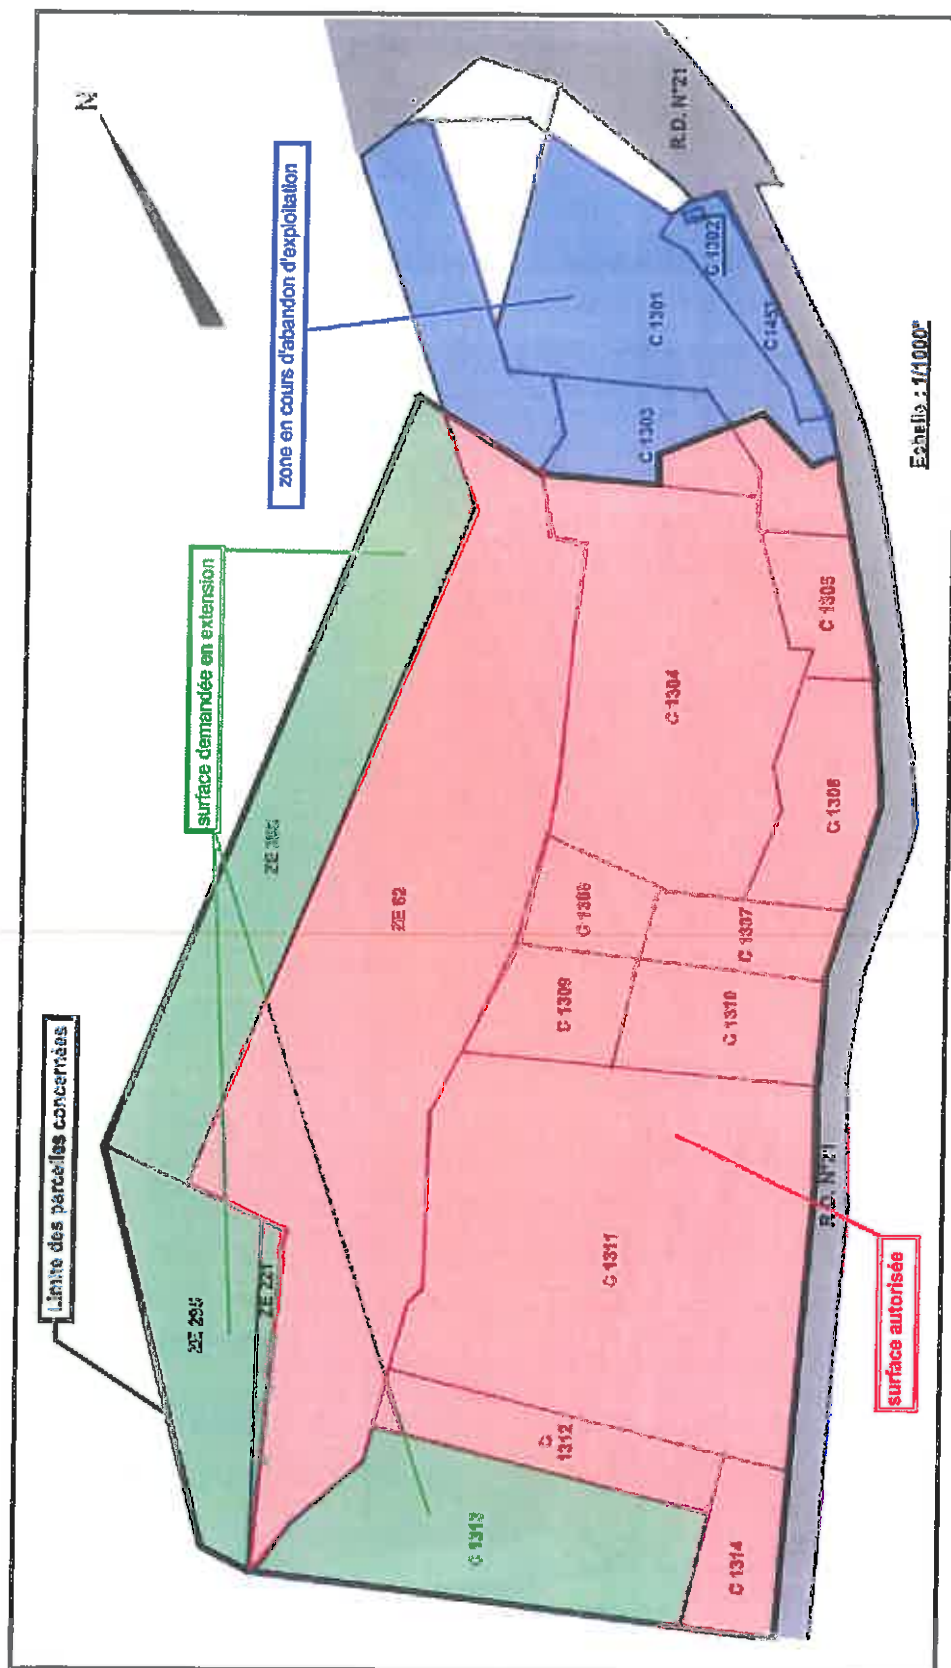 N
zone en cours d'abandon d'exploitation
surface demandée en extension
Limite des parcelles concernées
R.D. N°21
C 1302
C 1451
C 1301
C 1303
ZE 62
C 1304
C 1305
C 1306
C 1307
C 1309
C 1310
ZE 295
ZE 221
C 1311
C
1312
C 1313
C 1314
R.D. N°21
surface autorisée
Echelle : 1/1000°